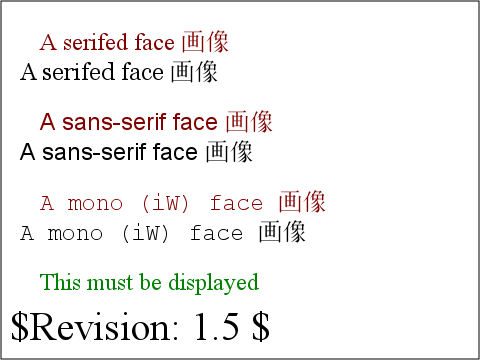 A serifed face 画像
A serifed face 画像
A sans-serif face 画像
A sans-serif face 画像
A mono (iW) face 画像
A mono (iW) face 画像
This must be displayed
$Revision: 1.5 $